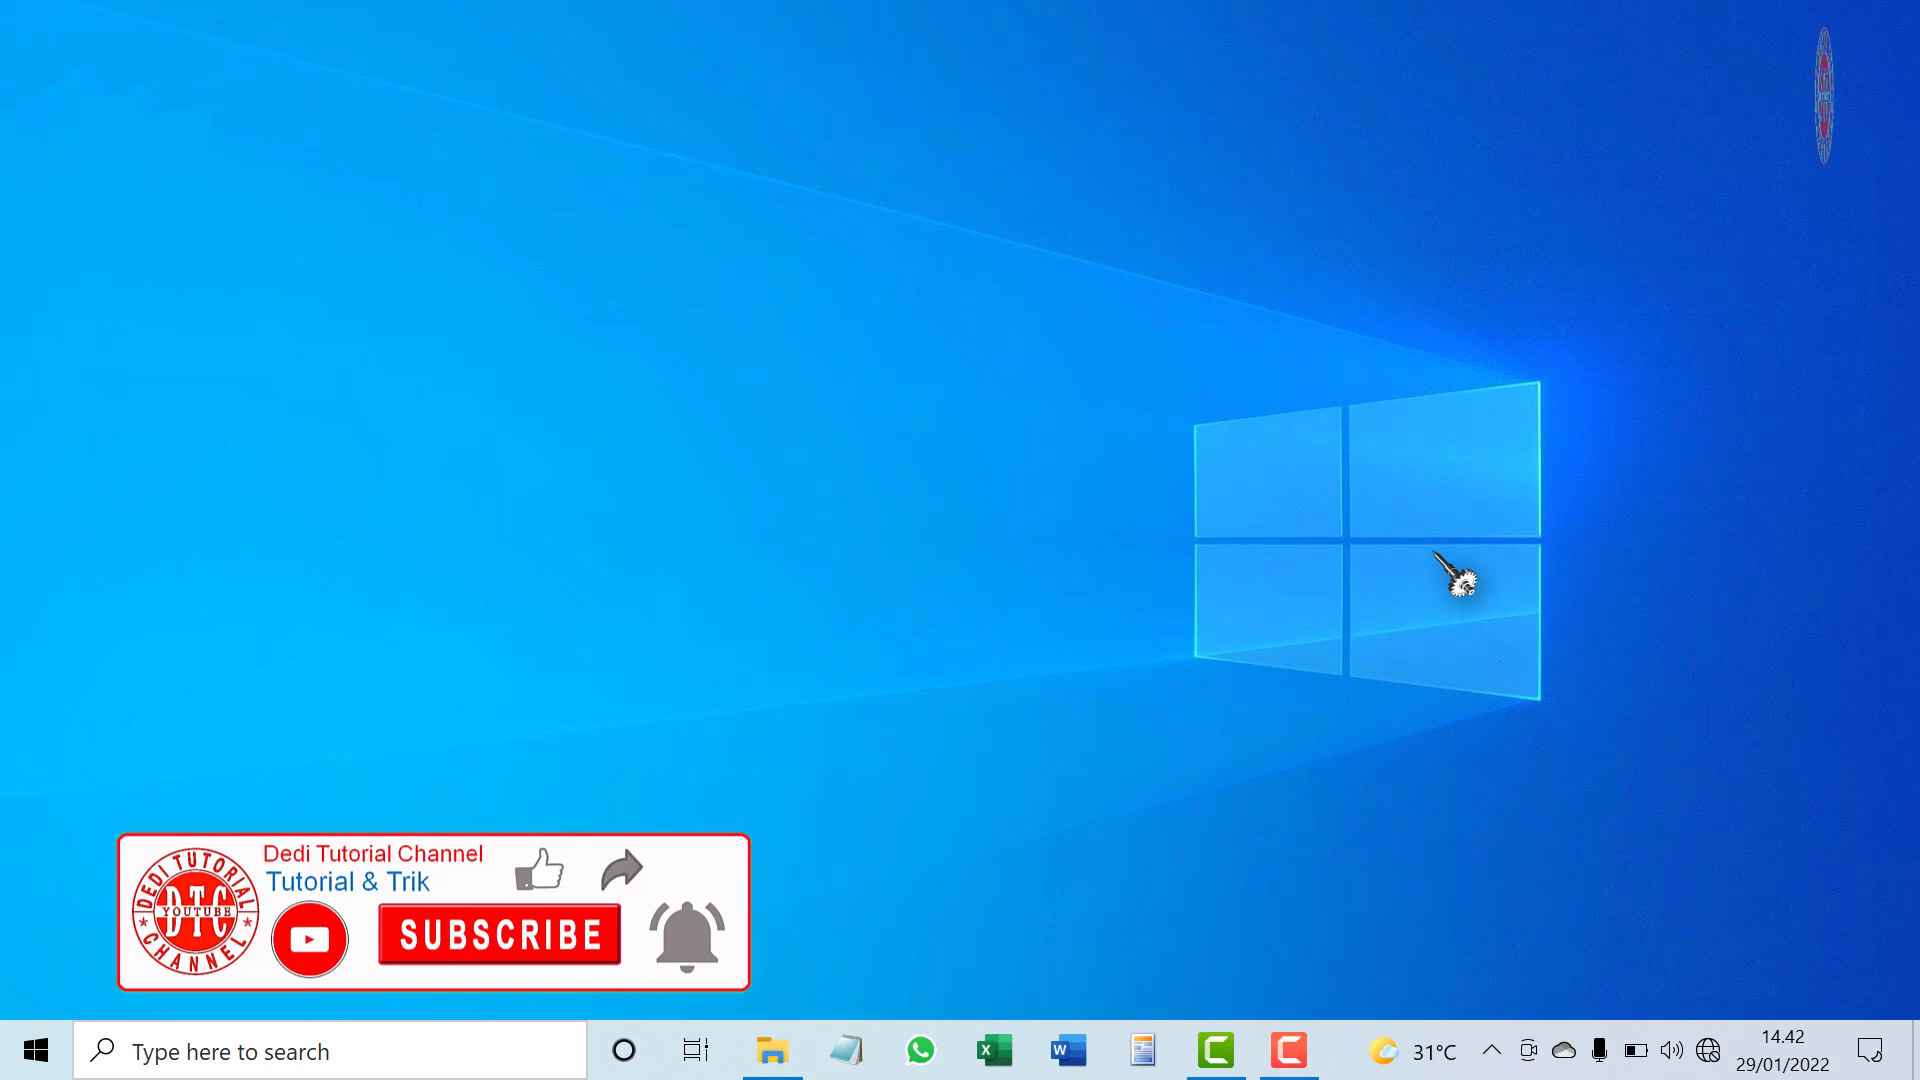 Dedi Tutorial Channel
Tutorial & Trik
DEDI TUTORIAL
DTC
YOUTUBE
CHANNEL
SUBSCRIBE
Type here to search
31°C
14.42
29/01/2022